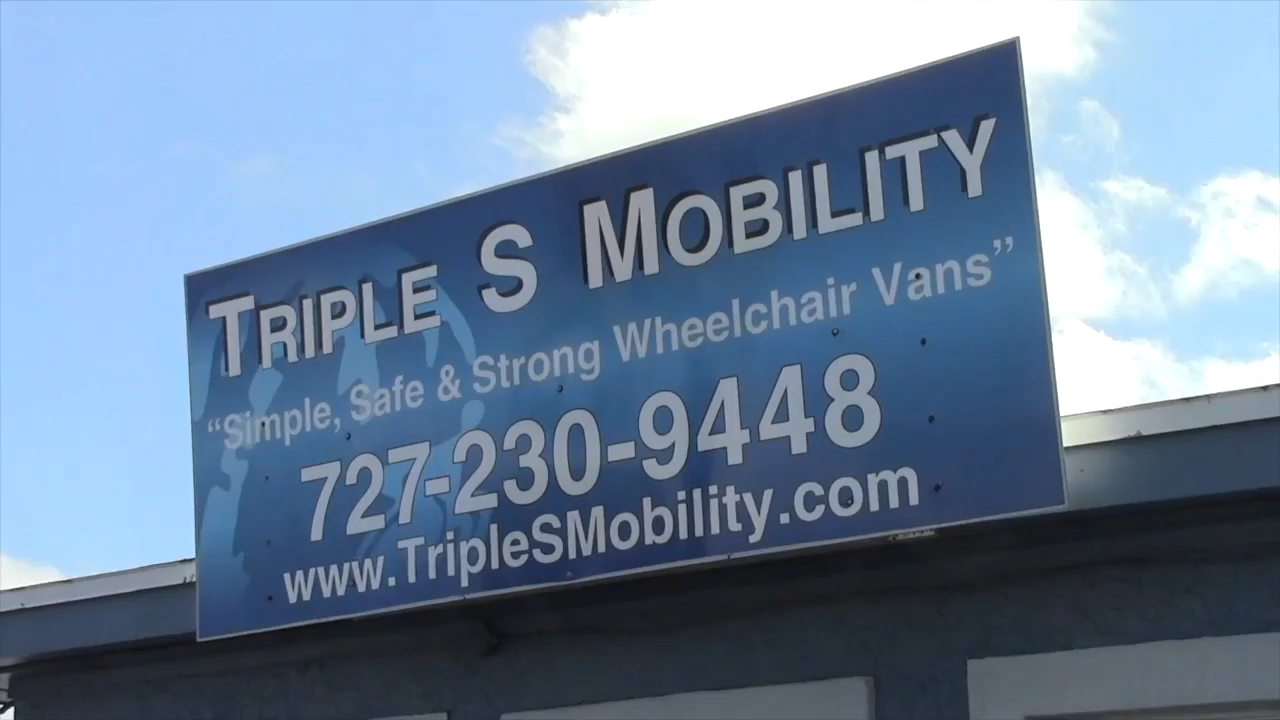 TRIPLE S MOBILITY
“Simple, Safe & Strong Wheelchair Vans”
727-230-9448
www.TripleSMobility.com